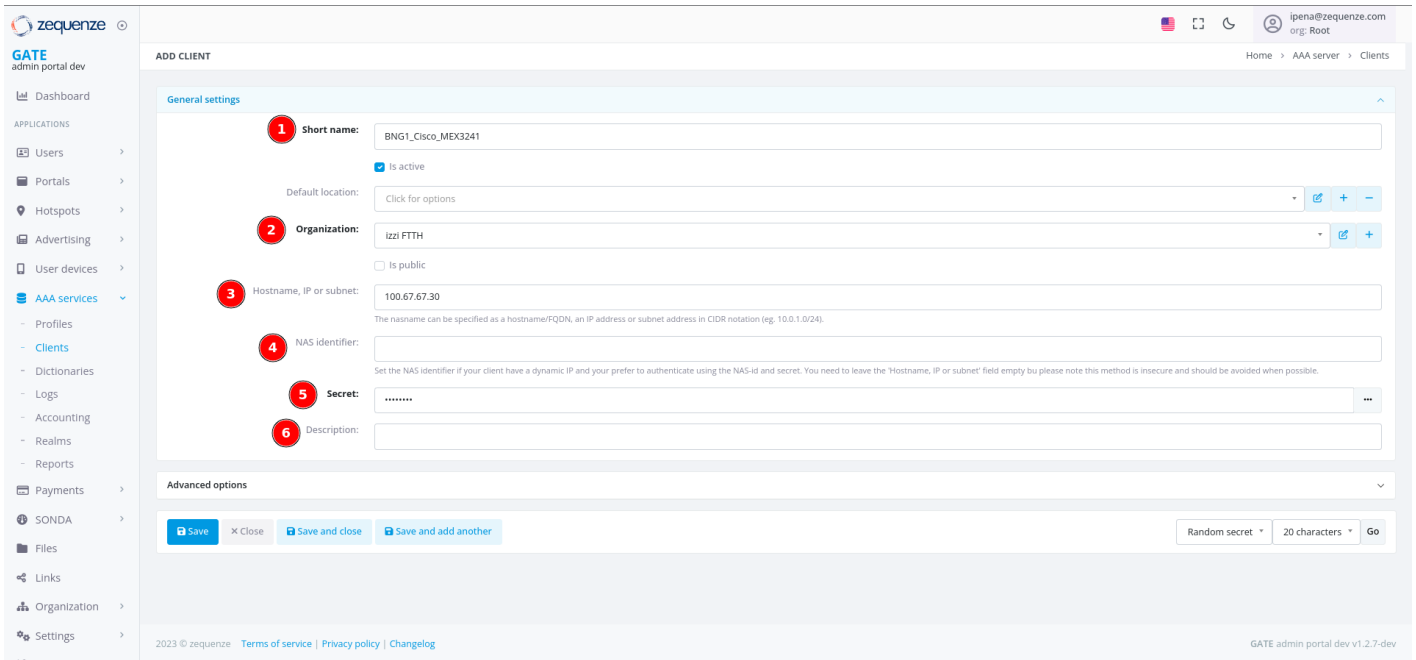 zequenze
ipena@zequenze.com
org: Root
GATE
admin portal dev
ADD CLIENT
Home > AAA server > Clients
Dashboard
APPLICATIONS
Users
Portals
Hotspots
Advertising
User devices
AAA services
- Profiles
- Clients
- Dictionaries
- Logs
- Accounting
- Realms
- Reports
Payments
SONDA
Files
Links
Organization
Settings
General settings
1 Short name: BNG1_Cisco_MEX3241
Is active
Default location: Click for options
2 Organization: izzi FTTH
Is public
3 Hostname, IP or subnet: 100.67.67.30
The nasname can be specified as a hostname/FQDN, an IP address or subnet address in CIDR notation (eg. 10.0.1.0/24).
4 NAS identifier:
Set the NAS identifier if your client have a dynamic IP and your prefer to authenticate using the NAS-id and secret. You need to leave the 'Hostname, IP or subnet' field empty bu please note this method is insecure and should be avoided when possible.
5 Secret: ••••••••
6 Description:
Advanced options
Save × Close Save and close Save and add another Random secret 20 characters Go
2023 © zequenze Terms of service | Privacy policy | Changelog GATE admin portal dev v1.2.7-dev